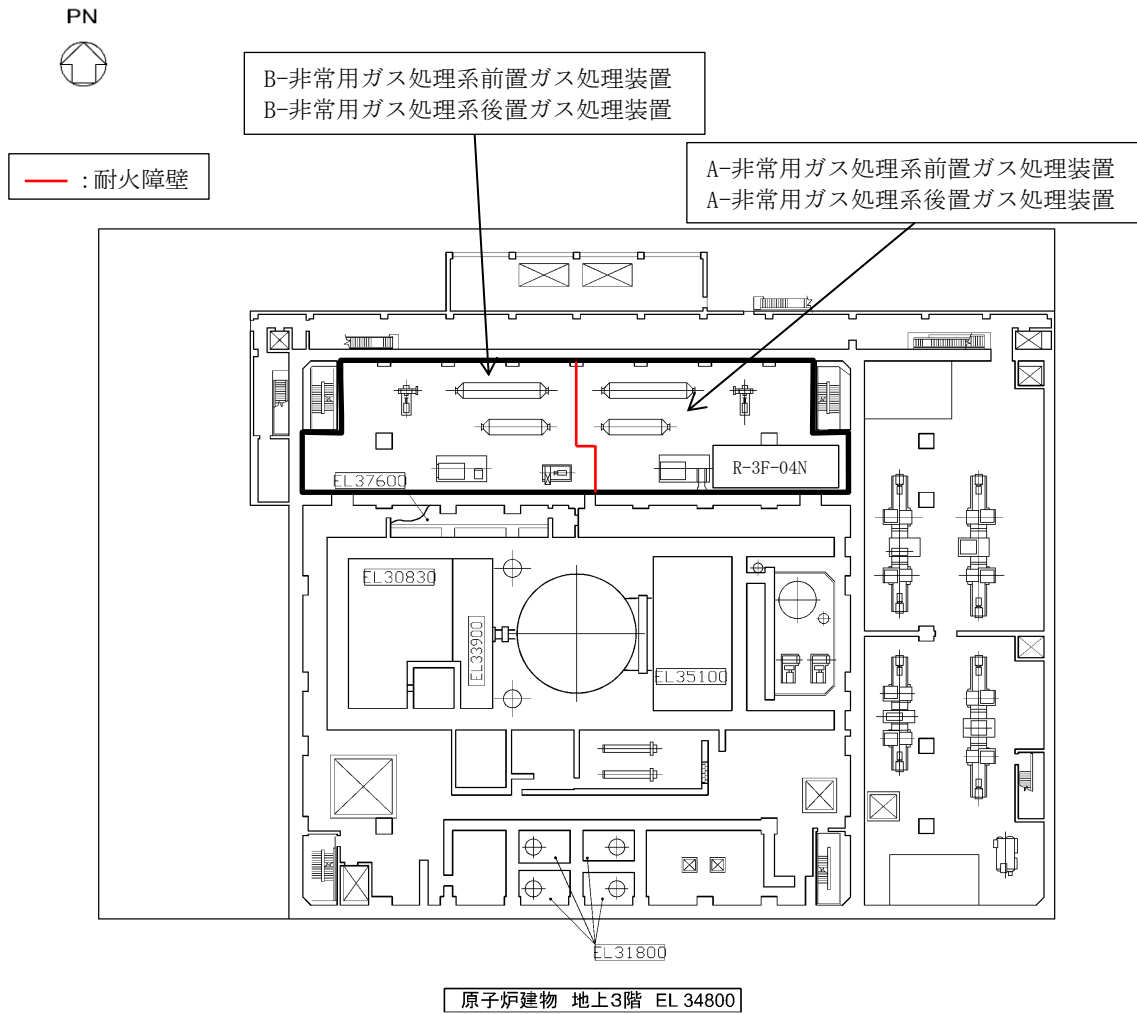 PN
B-非常用ガス処理系前置ガス処理装置
B-非常用ガス処理系後置ガス処理装置
A-非常用ガス処理系前置ガス処理装置
A-非常用ガス処理系後置ガス処理装置
：耐火障壁
R-3F-04N
EL37600
EL30830
EL33900
EL35100
EL31800
原子炉建物 地上3階 EL 34800